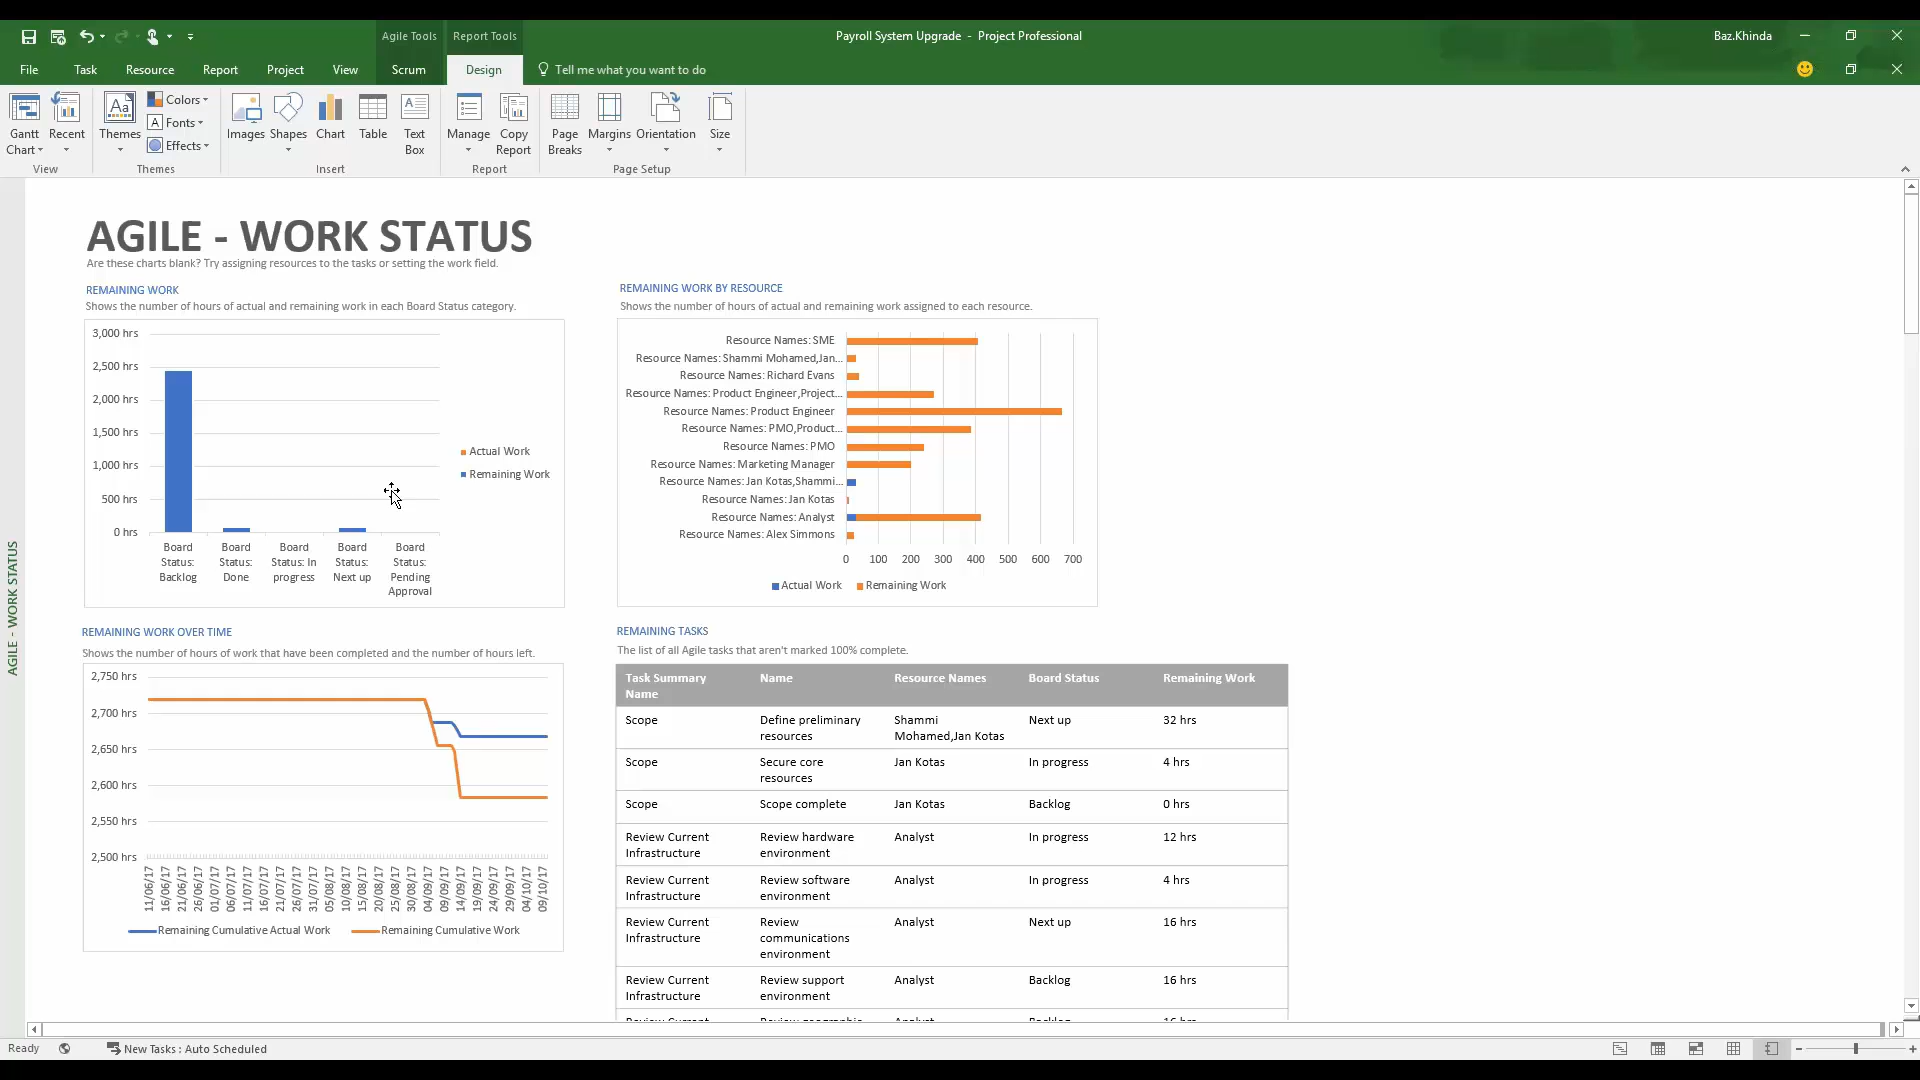 Agile Tools
Report Tools
Payroll System Upgrade - Project Professional
Baz.Khinda
File
Task
Resource
Report
Project
View
Scrum
Design
Tell me what you want to do
Gantt
Chart
Recent
View
Aa
Themes
Colors
A Fonts
Effects
Themes
Images
Shapes
Chart
Table
Text
Box
Insert
Manage
Copy
Report
Report
Page
Breaks
Margins
Orientation
Size
Page Setup
AGILE - WORK STATUS
AGILE - WORK STATUS
Are these charts blank? Try assigning resources to the tasks or setting the work field.
REMAINING WORK
Shows the number of hours of actual and remaining work in each Board Status category.
3,000 hrs
2,500 hrs
2,000 hrs
1,500 hrs
1,000 hrs
500 hrs
0 hrs
Board
Status:
Backlog
Board
Status:
Done
Board
Status: In
progress
Board
Status:
Next up
Board
Status:
Pending
Approval
Actual Work
Remaining Work
REMAINING WORK BY RESOURCE
Shows the number of hours of actual and remaining work assigned to each resource.
Resource Names: SME
Resource Names: Shammi Mohamed,Jan...
Resource Names: Richard Evans
Resource Names: Product Engineer,Project...
Resource Names: Product Engineer
Resource Names: PMO,Product...
Resource Names: PMO
Resource Names: Marketing Manager
Resource Names: Jan Kotas,Shammi...
Resource Names: Jan Kotas
Resource Names: Analyst
Resource Names: Alex Simmons
0 100 200 300 400 500 600 700
Actual Work Remaining Work
REMAINING WORK OVER TIME
Shows the number of hours of work that have been completed and the number of hours left.
2,750 hrs
2,700 hrs
2,650 hrs
2,600 hrs
2,550 hrs
2,500 hrs
11/06/17
16/06/17
21/06/17
26/06/17
01/07/17
06/07/17
11/07/17
16/07/17
21/07/17
26/07/17
31/07/17
05/08/17
10/08/17
15/08/17
20/08/17
25/08/17
30/08/17
04/09/17
09/09/17
14/09/17
19/09/17
24/09/17
29/09/17
04/10/17
09/10/17
Remaining Cumulative Actual Work Remaining Cumulative Work
REMAINING TASKS
The list of all Agile tasks that aren't marked 100% complete.
Task Summary Name Name Resource Names Board Status Remaining Work
Scope Define preliminary resources Shammi Mohamed,Jan Kotas Next up 32 hrs
Scope Secure core resources Jan Kotas In progress 4 hrs
Scope Scope complete Jan Kotas Backlog 0 hrs
Review Current Infrastructure Review hardware environment Analyst In progress 12 hrs
Review Current Infrastructure Review software environment Analyst In progress 4 hrs
Review Current Infrastructure Review communications environment Analyst Next up 16 hrs
Review Current Infrastructure Review support environment Analyst Backlog 16 hrs
Review Current Review geographic Analyst Backlog 16 hrs
Ready
New Tasks : Auto Scheduled